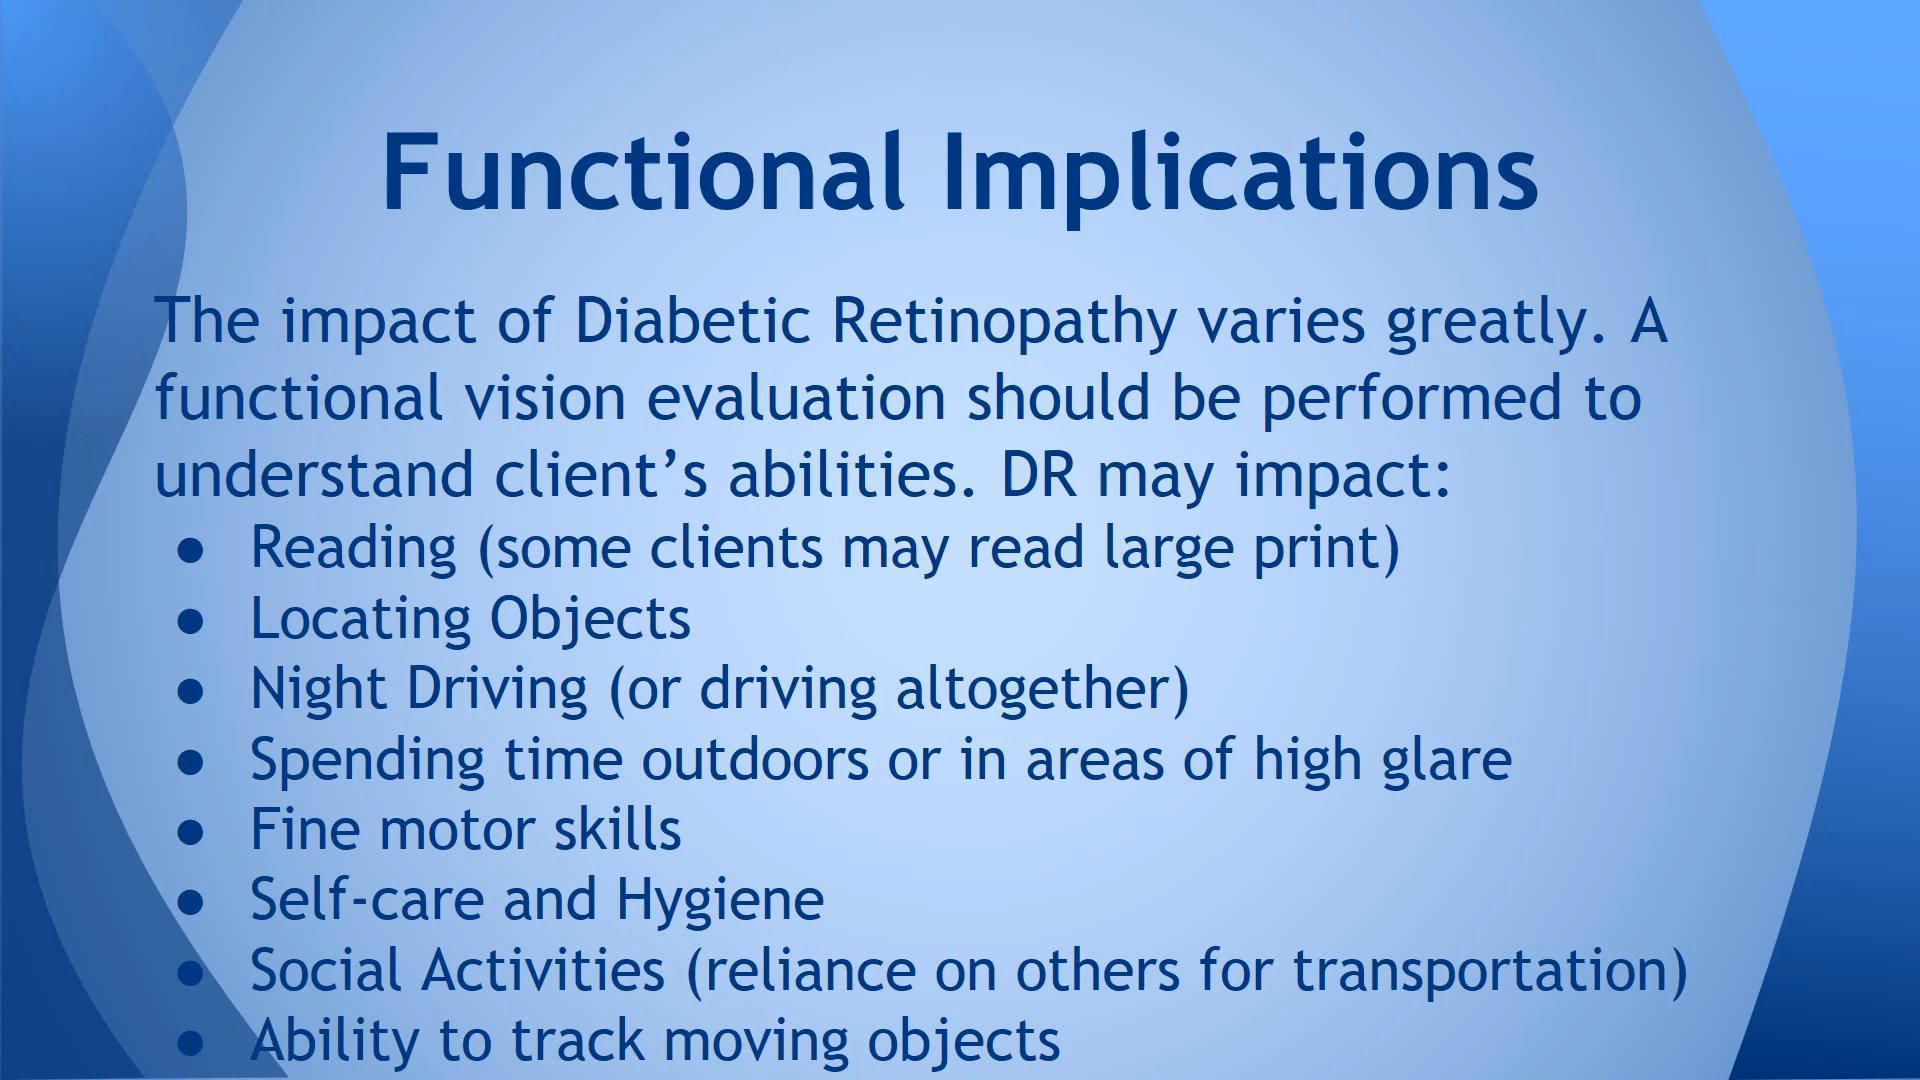 Functional Implications
The impact of Diabetic Retinopathy varies greatly. A
functional vision evaluation should be performed to
understand client’s abilities. DR may impact:
● Reading (some clients may read large print)
● Locating Objects
● Night Driving (or driving altogether)
● Spending time outdoors or in areas of high glare
● Fine motor skills
● Self-care and Hygiene
● Social Activities (reliance on others for transportation)
● Ability to track moving objects